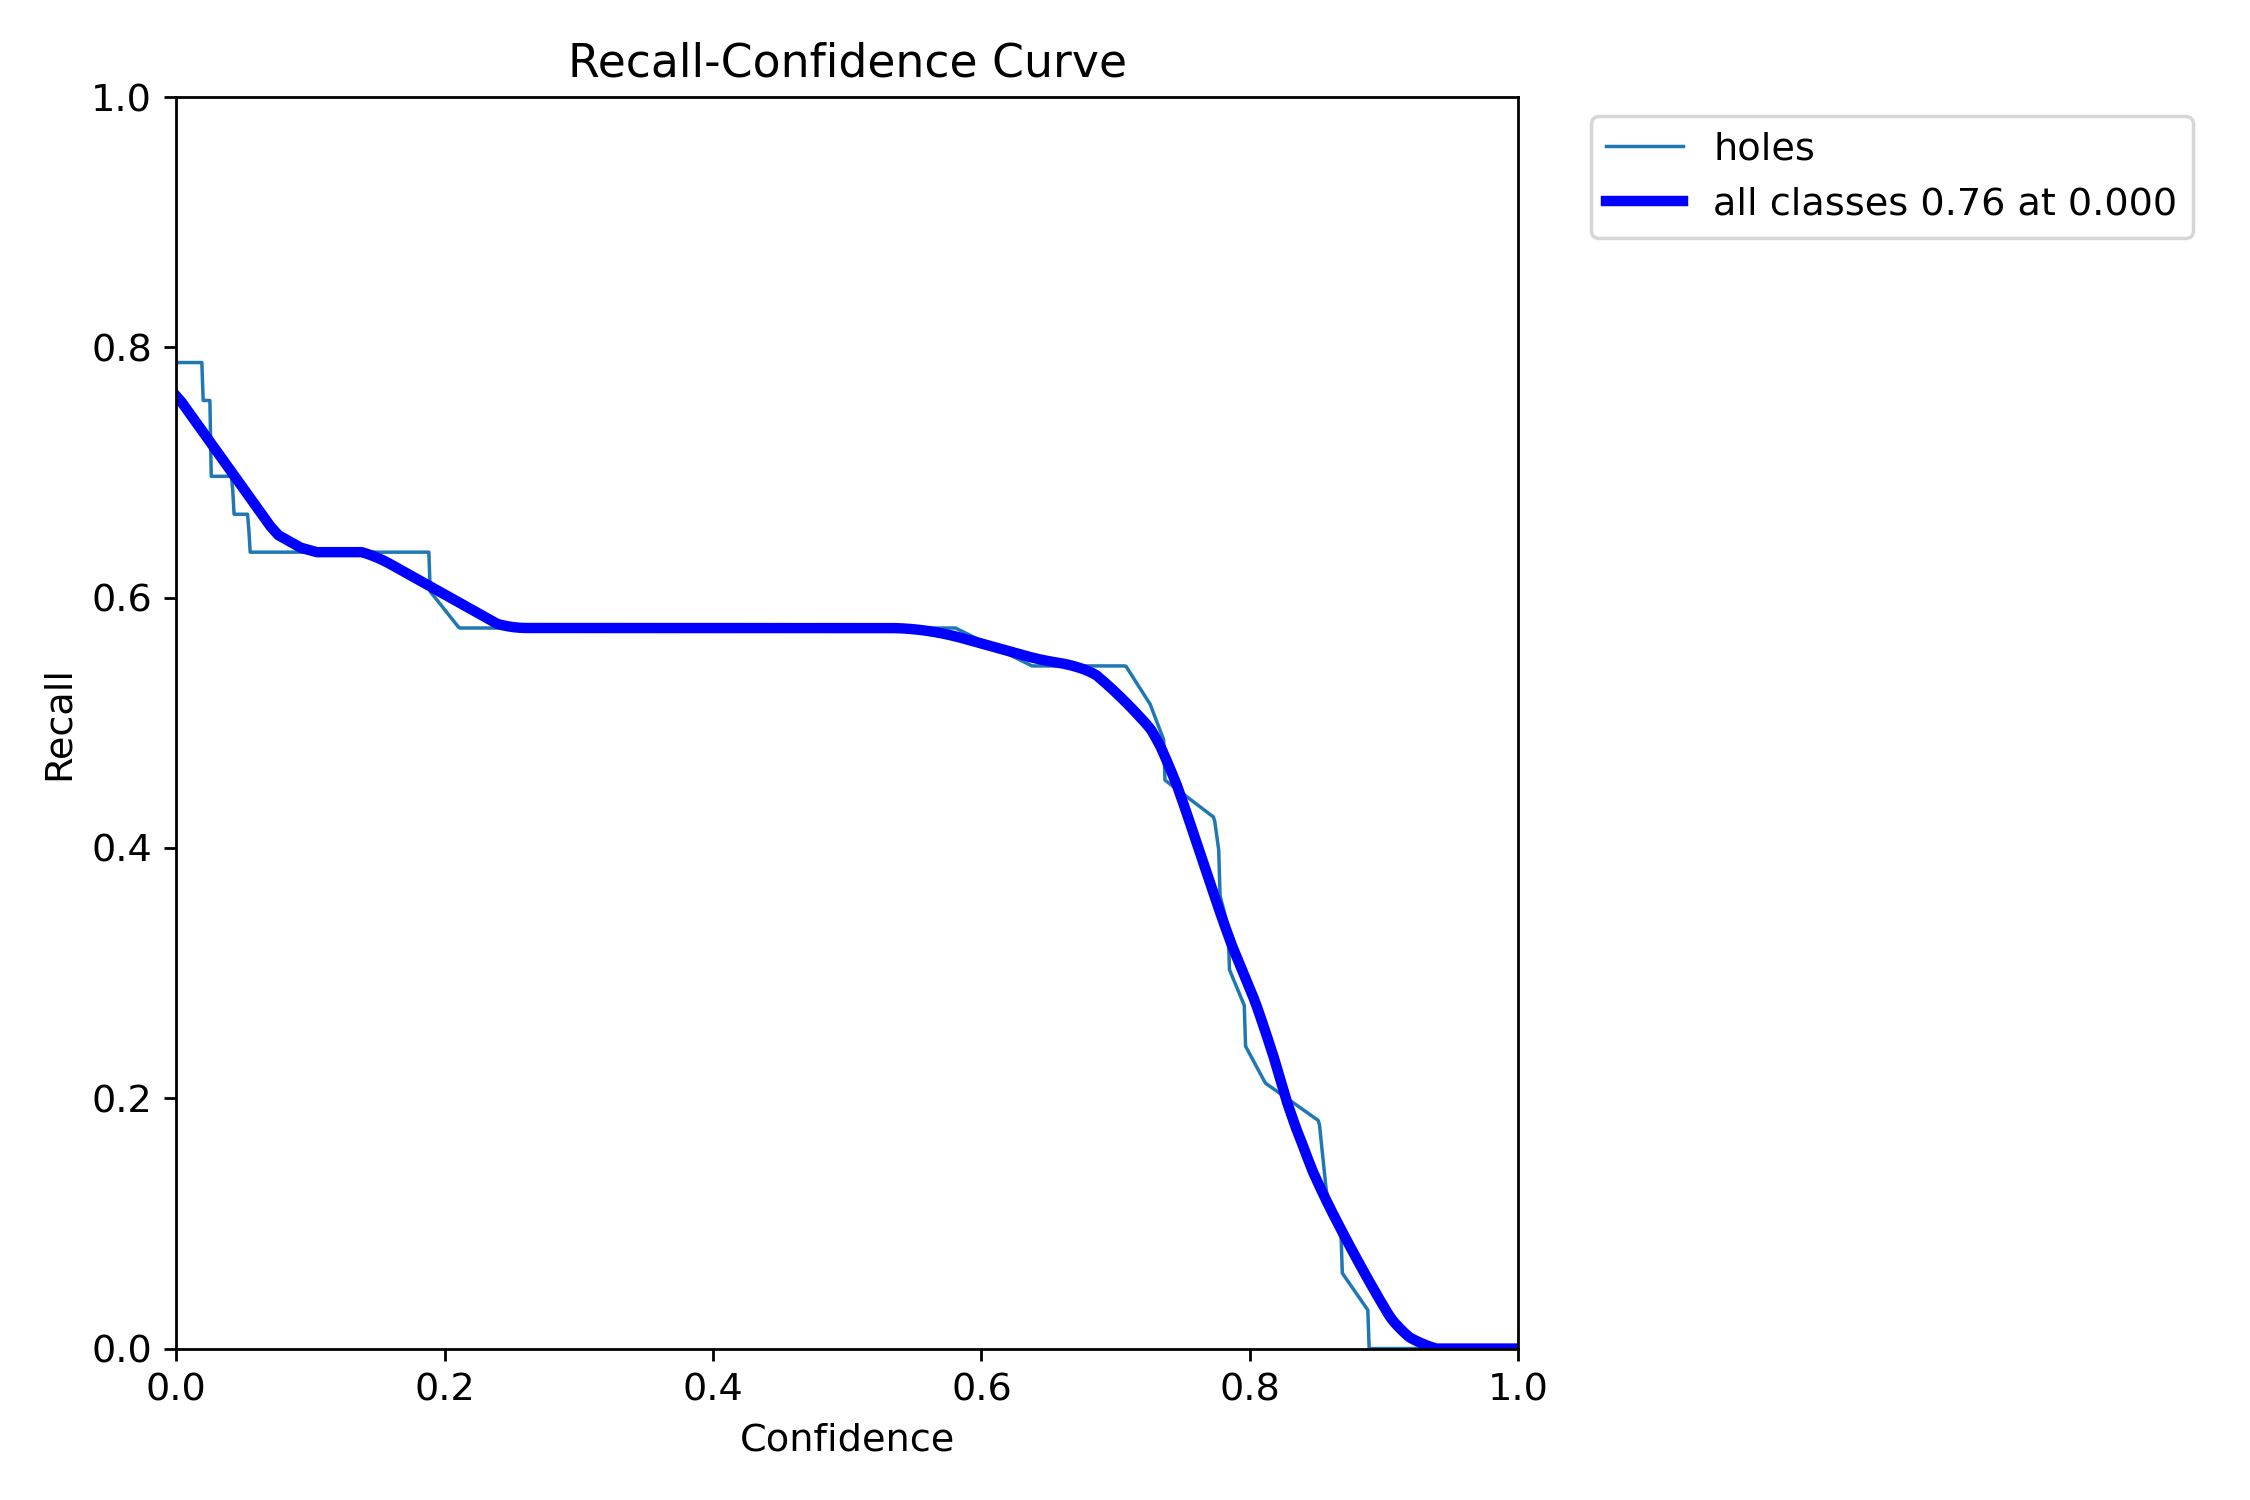 Recall-Confidence Curve
1.0
0.8
0.6
0.4
0.2
0.0
Recall
0.0 0.2 0.4 0.6 0.8 1.0
Confidence
holes
all classes 0.76 at 0.000